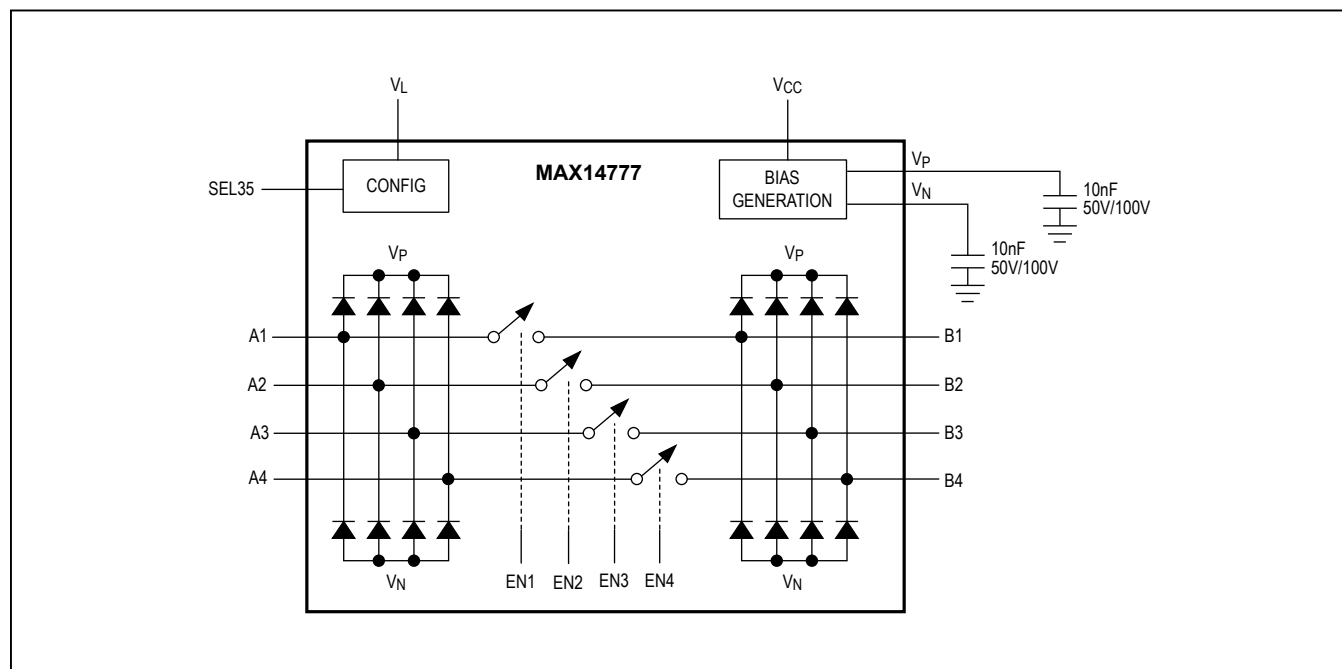 VL
VCC
MAX14777
SEL35
CONFIG
BIAS
GENERATION
VP
VN
10nF
50V/100V
10nF
50V/100V
VP
VP
A1
B1
A2
B2
A3
B3
A4
B4
VN
EN1
EN2
EN3
EN4
VN